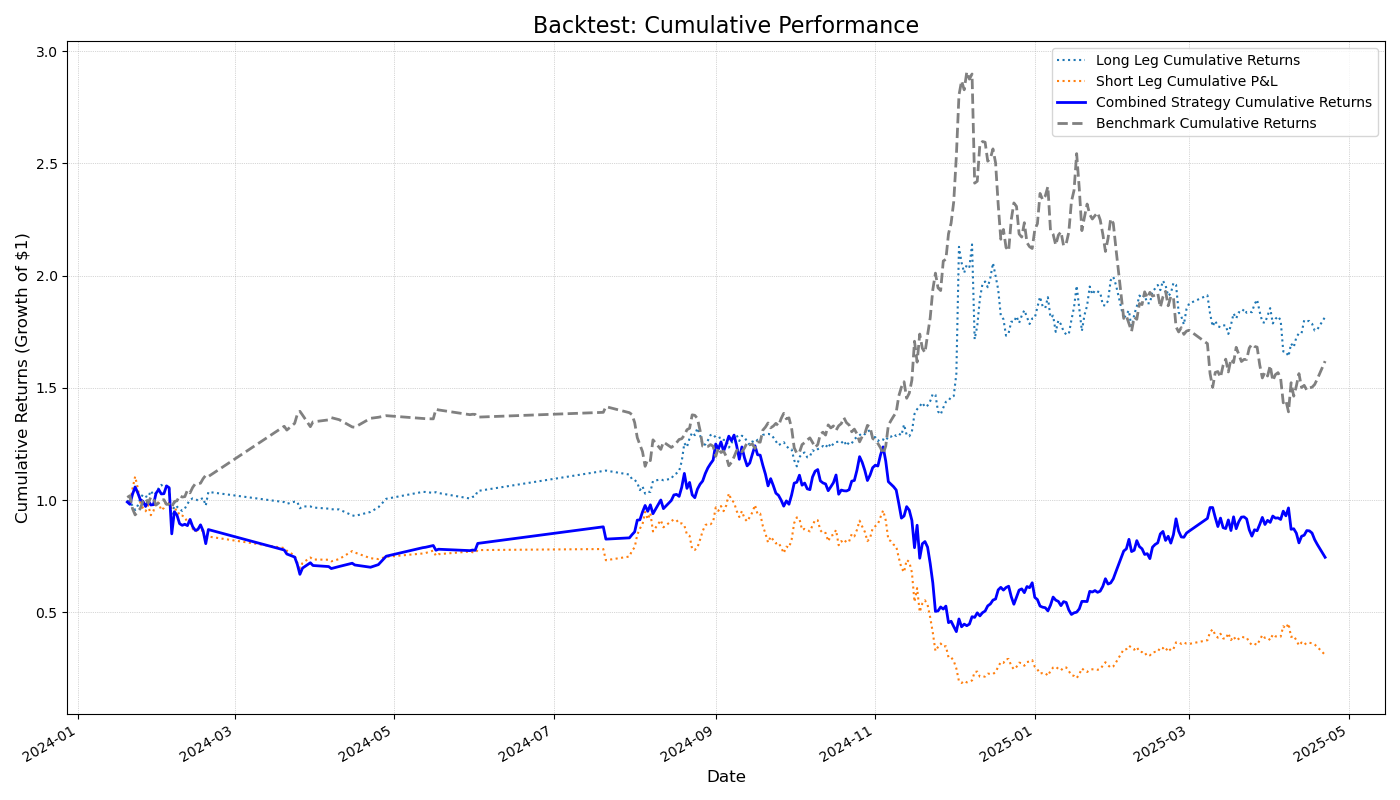 Backtest: Cumulative Performance
Long Leg Cumulative Returns
Short Leg Cumulative P&L
Combined Strategy Cumulative Returns
Benchmark Cumulative Returns
Cumulative Returns (Growth of $1)
3.0
2.5
2.0
1.5
1.0
0.5
2024-01
2024-03
2024-05
2024-07
2024-09
2024-11
2025-01
2025-03
2025-05
Date